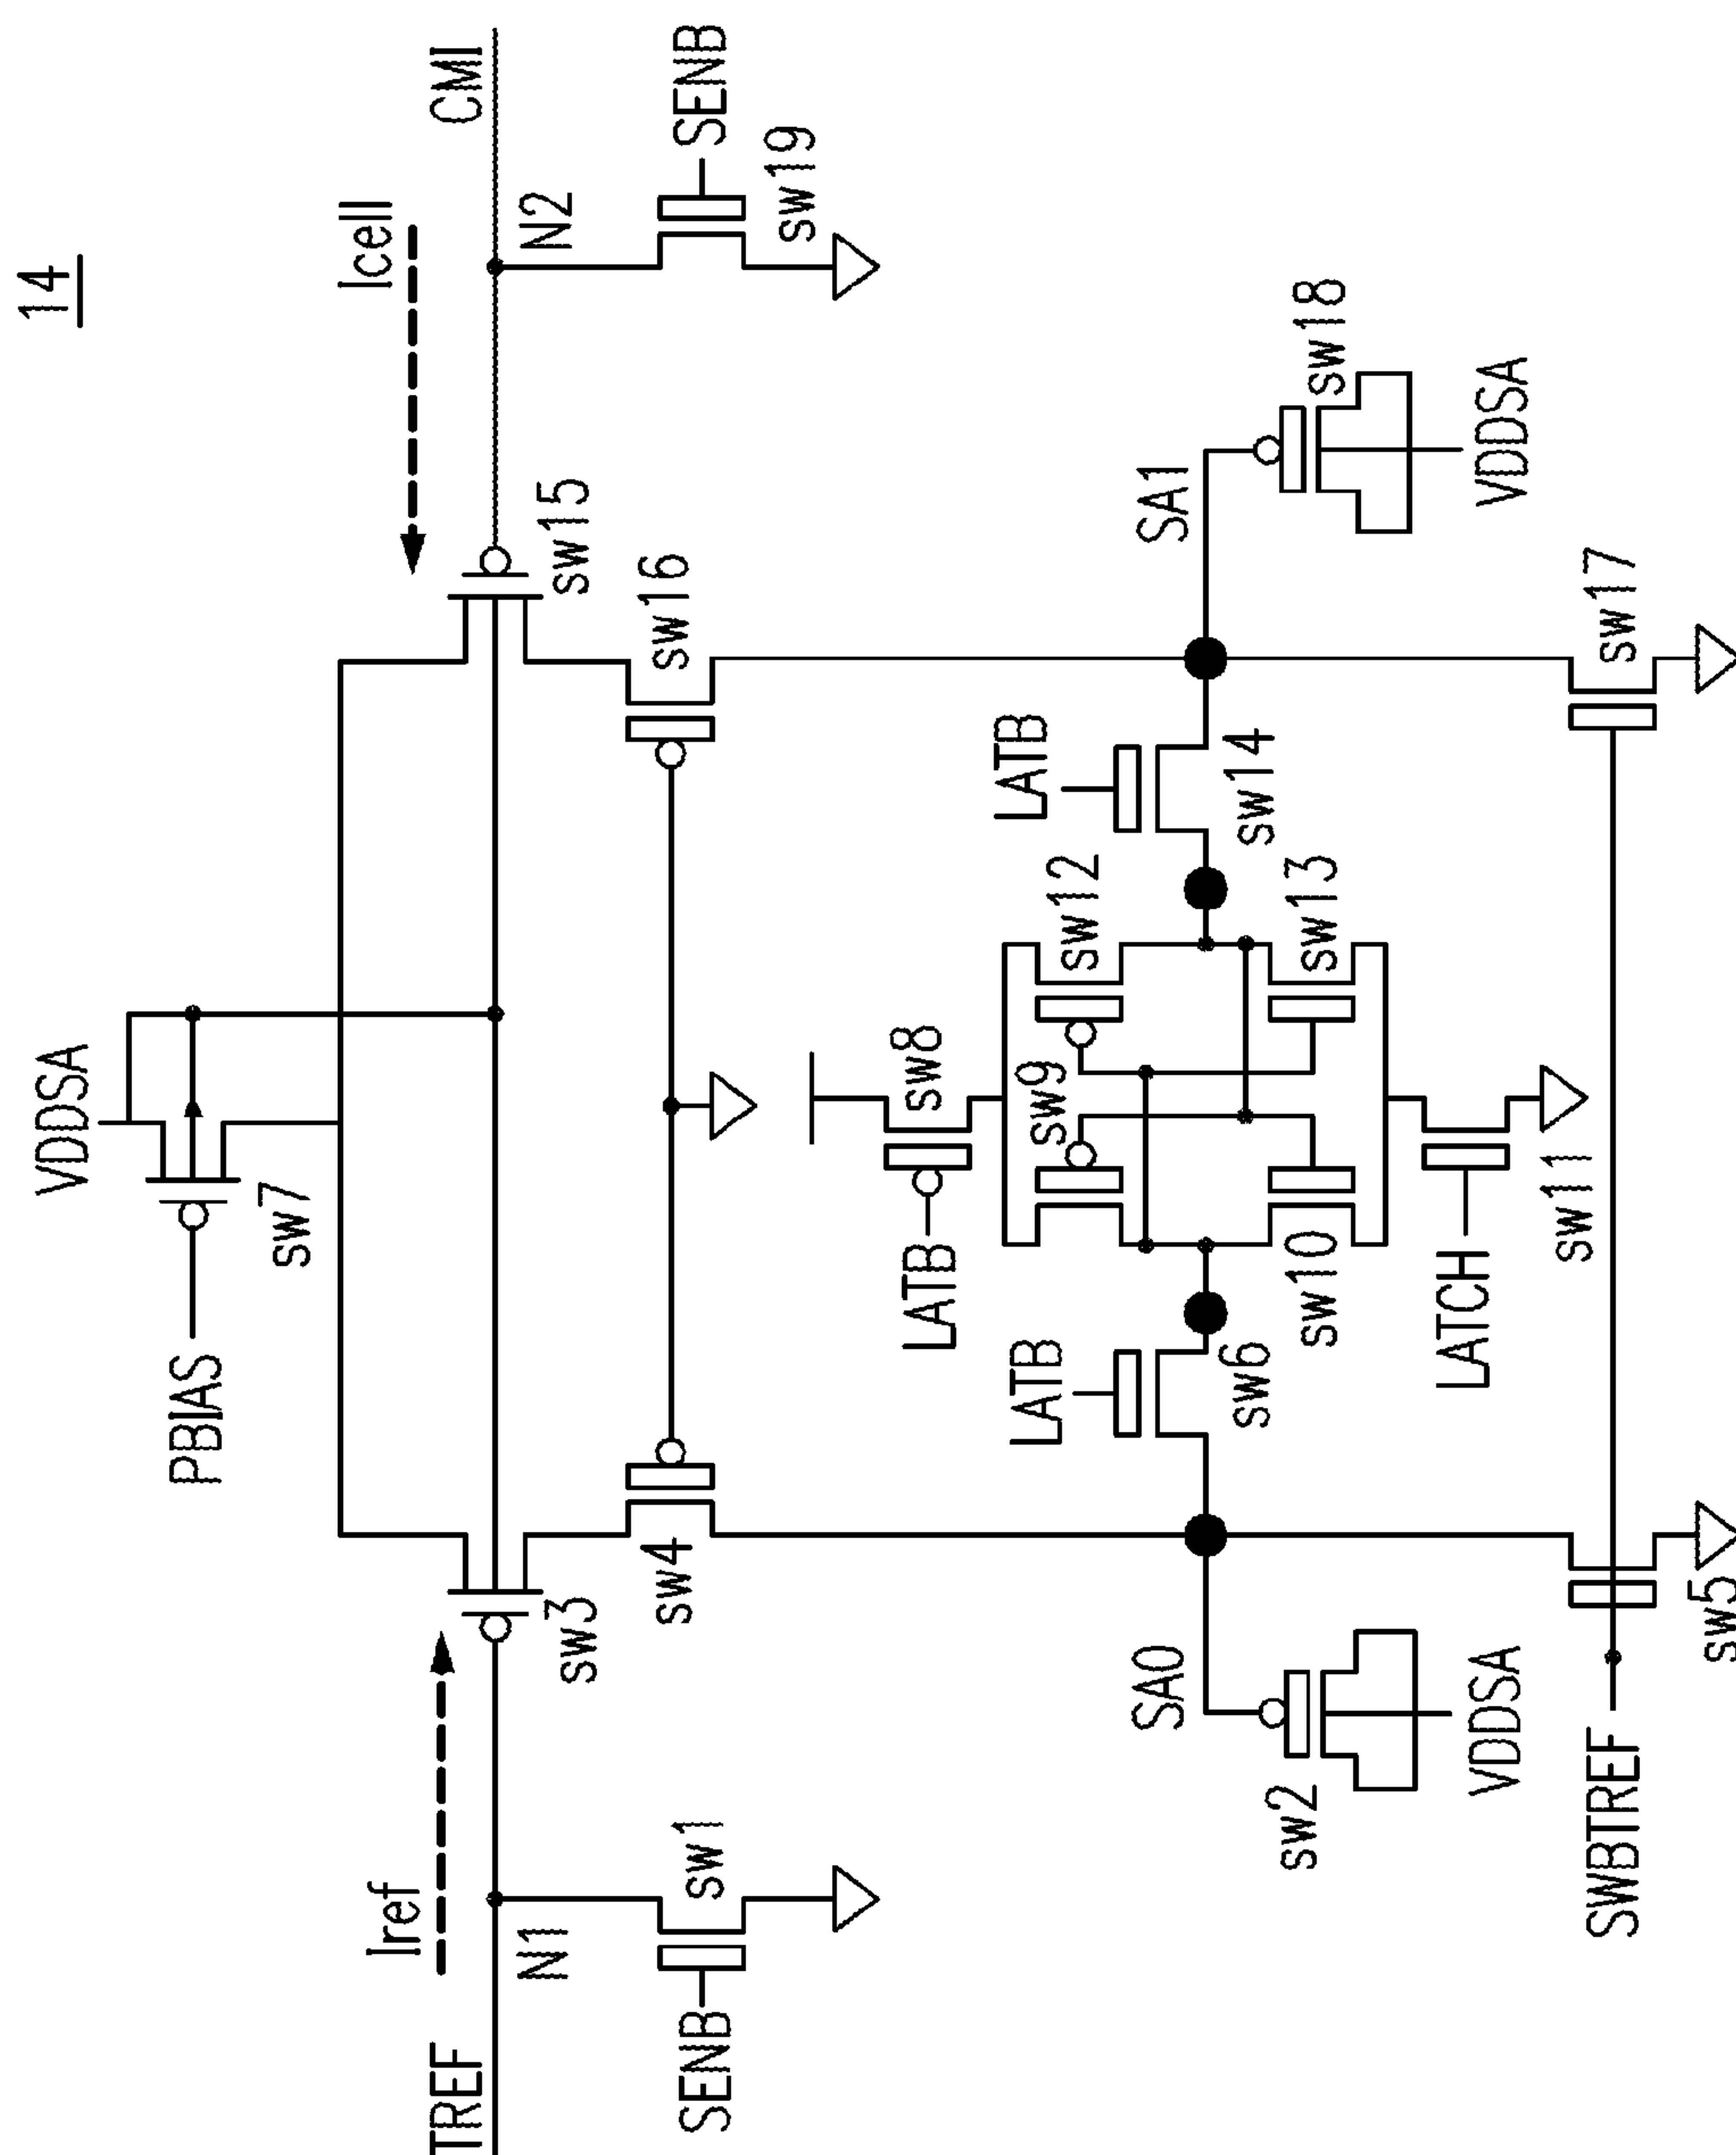 14
VDDSA
PBIAS
sw7
Iref
Icell
TREF
CMI
N1
N2
sw3
sw15
SENB
sw1
sw4
sw16
SENB
sw19
LATB
sw8
LATB
LATB
sw9
sw12
SA0
SA1
sw6
sw14
sw10
sw13
sw2
sw18
VDDSA
LATCH
VDDSA
sw11
SWBTREF
sw17
sw5